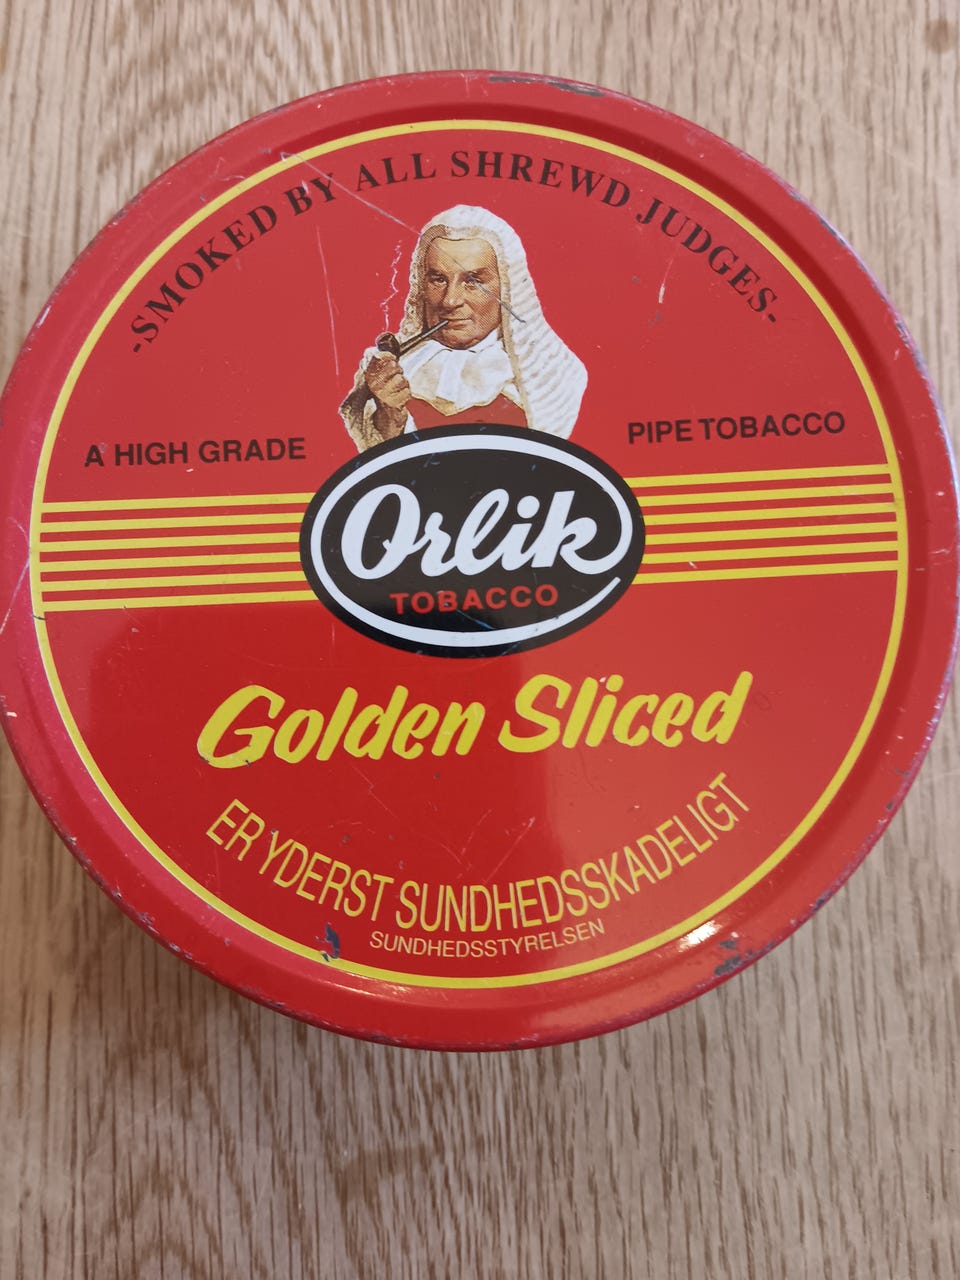 -SMOKED BY ALL SHREWD JUDGES-
A HIGH GRADE
PIPE TOBACCO
Orlik
TOBACCO
Golden Sliced
ER YDERST SUNDHEDSSKADELIGT
SUNDHEDSSTYRELSEN